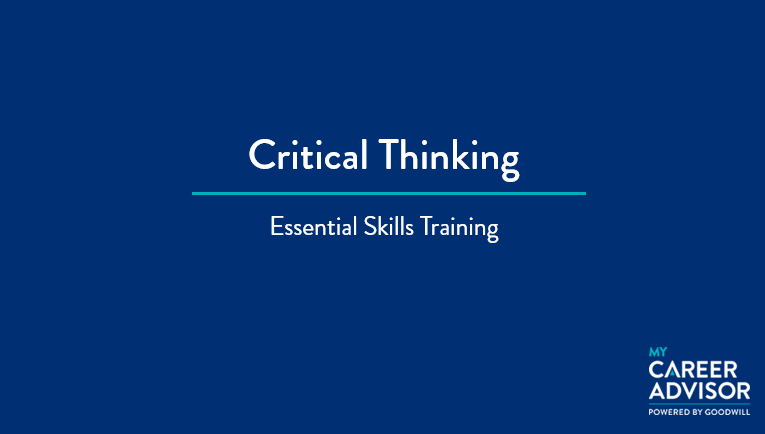 Critical Thinking
Essential Skills Training
MY
CAREER
ADVISOR
POWERED BY GOODWILL